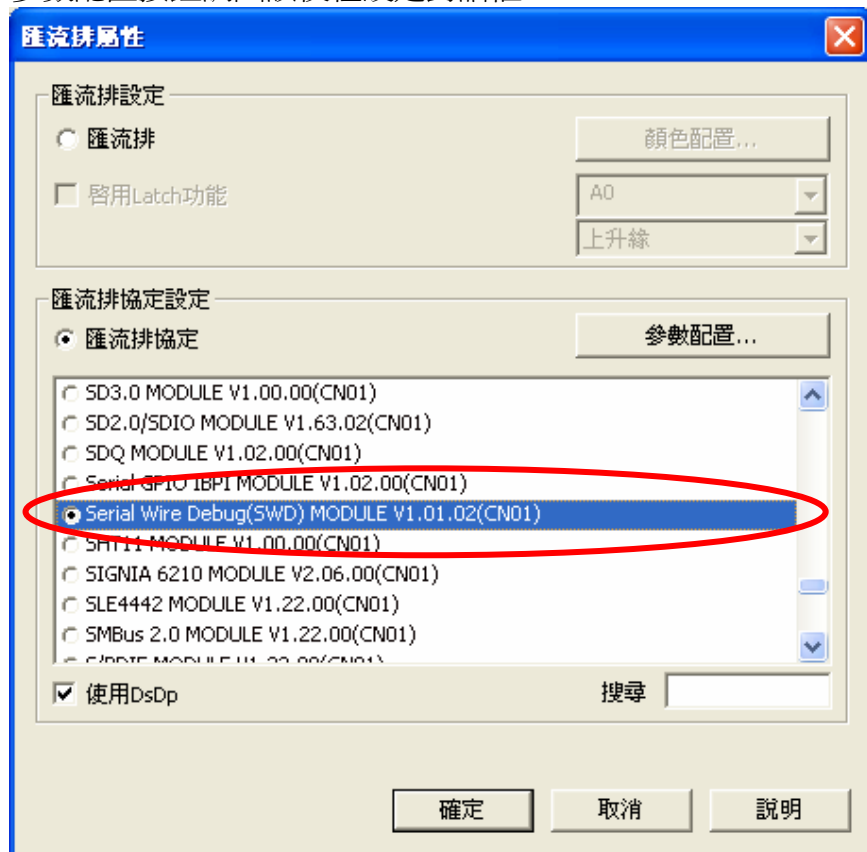 匯流排屬性
匯流排設定
匯流排
顏色配置...
啓用Latch功能
A0
上升緣
匯流排協定設定
匯流排協定
參數配置...
SD3.0 MODULE V1.00.00(CN01)
SD2.0/SDIO MODULE V1.63.02(CN01)
SDQ MODULE V1.02.00(CN01)
Serial GPIO IBPI MODULE V1.02.00(CN01)
Serial Wire Debug(SWD) MODULE V1.01.02(CN01)
SHT11 MODULE V1.00.00(CN01)
SIGNIA 6210 MODULE V2.06.00(CN01)
SLE4442 MODULE V1.22.00(CN01)
SMBus 2.0 MODULE V1.22.00(CN01)
使用DsDp
搜尋
確定
取消
說明